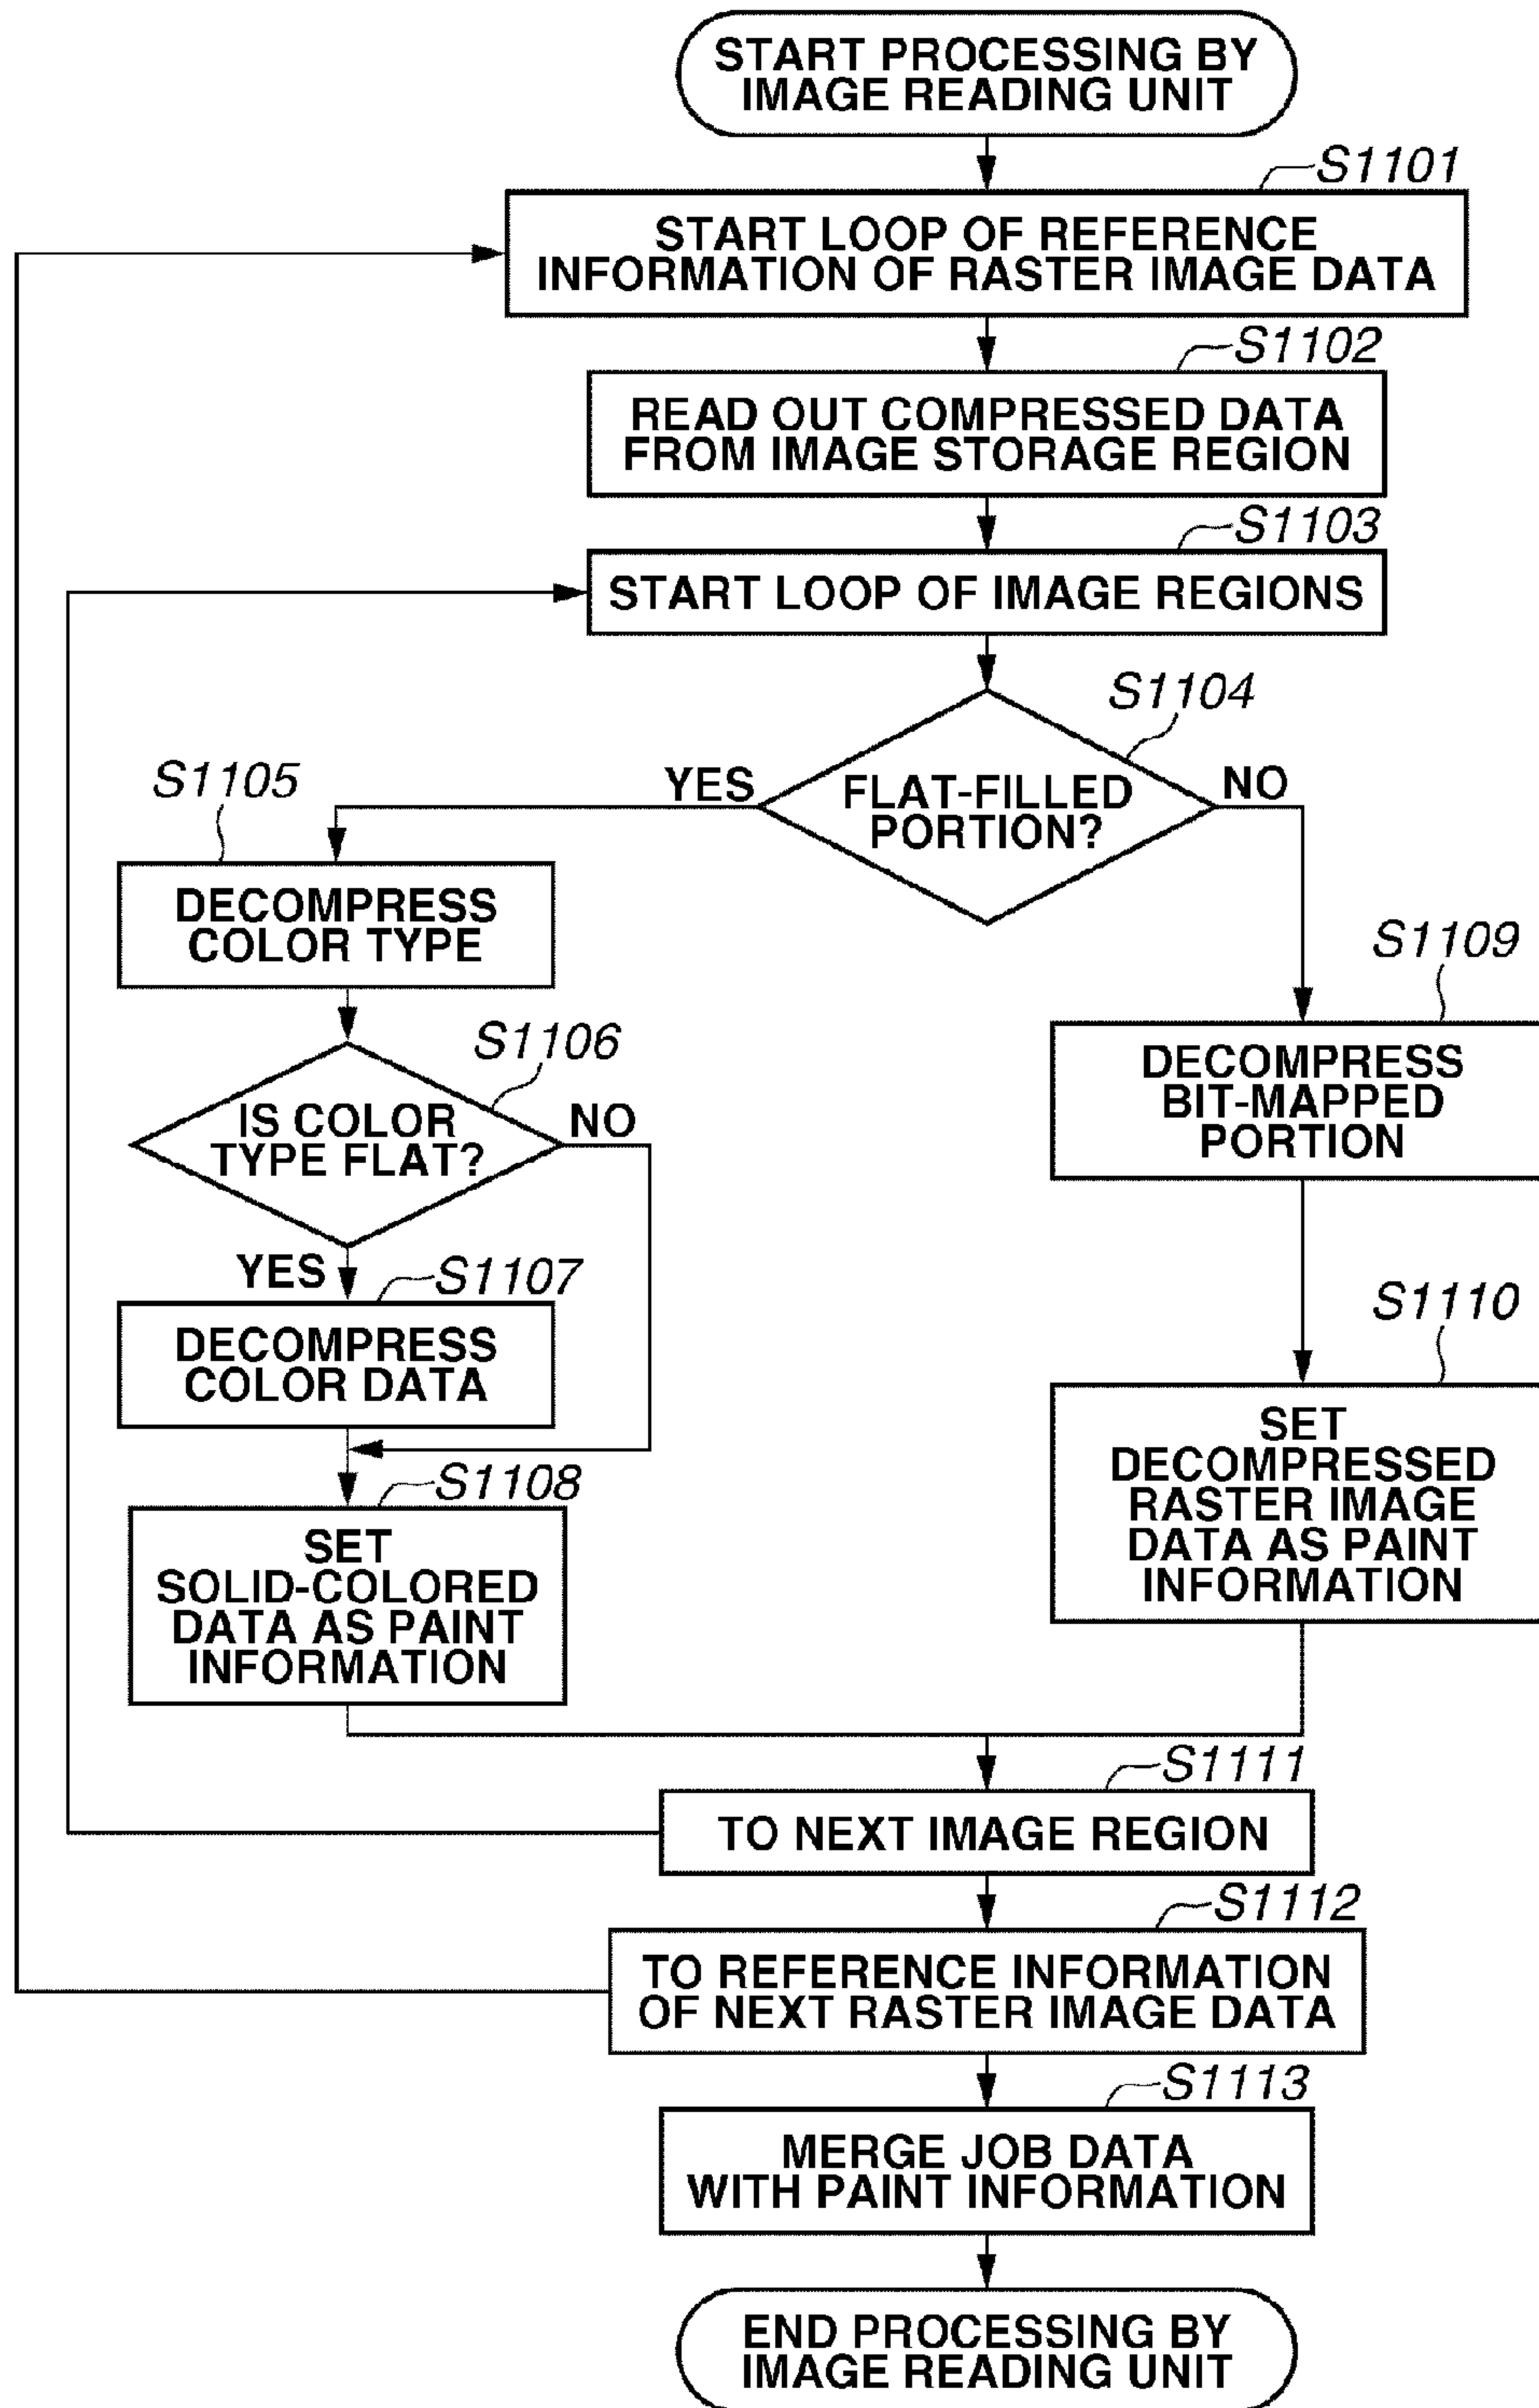 START PROCESSING BY
IMAGE READING UNIT
S1101
START LOOP OF REFERENCE
INFORMATION OF RASTER IMAGE DATA
S1102
READ OUT COMPRESSED DATA
FROM IMAGE STORAGE REGION
S1103
START LOOP OF IMAGE REGIONS
S1104
FLAT-FILLED
PORTION?
YES
NO
S1105
DECOMPRESS
COLOR TYPE
S1106
IS COLOR
TYPE FLAT?
NO
YES
S1107
DECOMPRESS
COLOR DATA
S1108
SET
SOLID-COLORED
DATA AS PAINT
INFORMATION
S1109
DECOMPRESS
BIT-MAPPED
PORTION
S1110
SET
DECOMPRESSED
RASTER IMAGE
DATA AS PAINT
INFORMATION
S1111
TO NEXT IMAGE REGION
S1112
TO REFERENCE INFORMATION
OF NEXT RASTER IMAGE DATA
S1113
MERGE JOB DATA
WITH PAINT INFORMATION
END PROCESSING BY
IMAGE READING UNIT